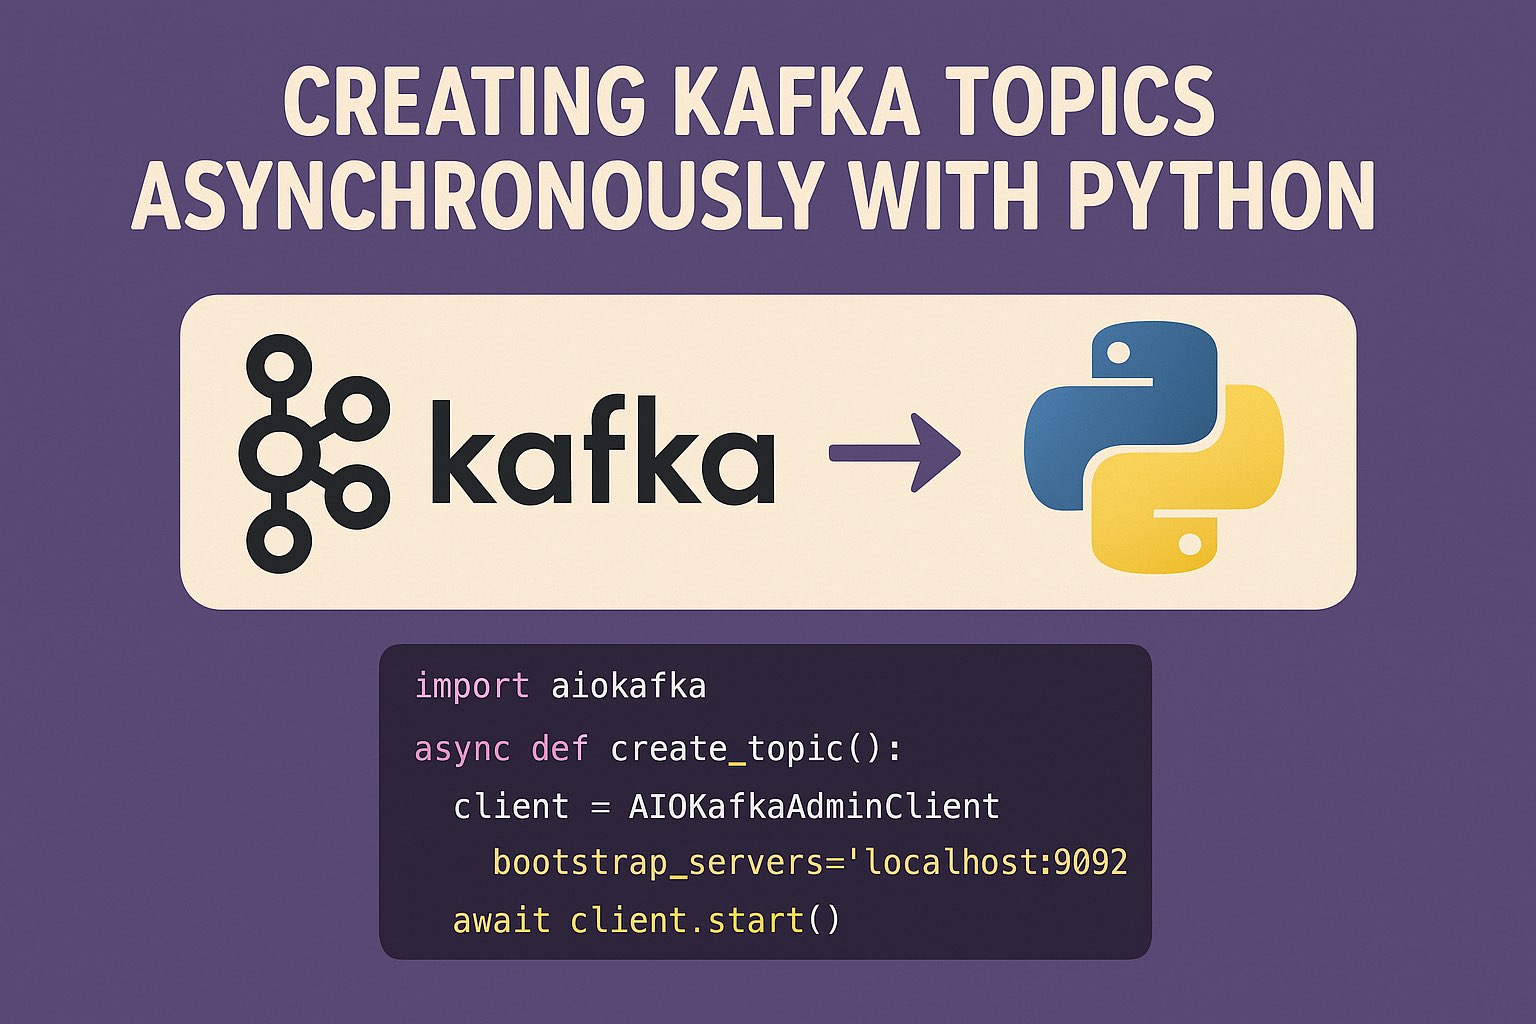 CREATING KAFKA TOPICS
ASYNCHRONOUSLY WITH PYTHON
kafka
import aiokafka
async def create_topic():
client = AIOKafkaAdminClient
bootstrap_servers='localhost:9092
await client.start()